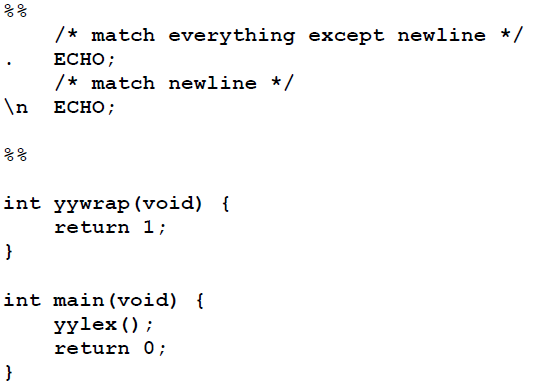 %%
    /* match everything except newline */
.   ECHO;
    /* match newline */
\n  ECHO;

%%

int yywrap(void) {
    return 1;
}

int main(void) {
    yylex();
    return 0;
}